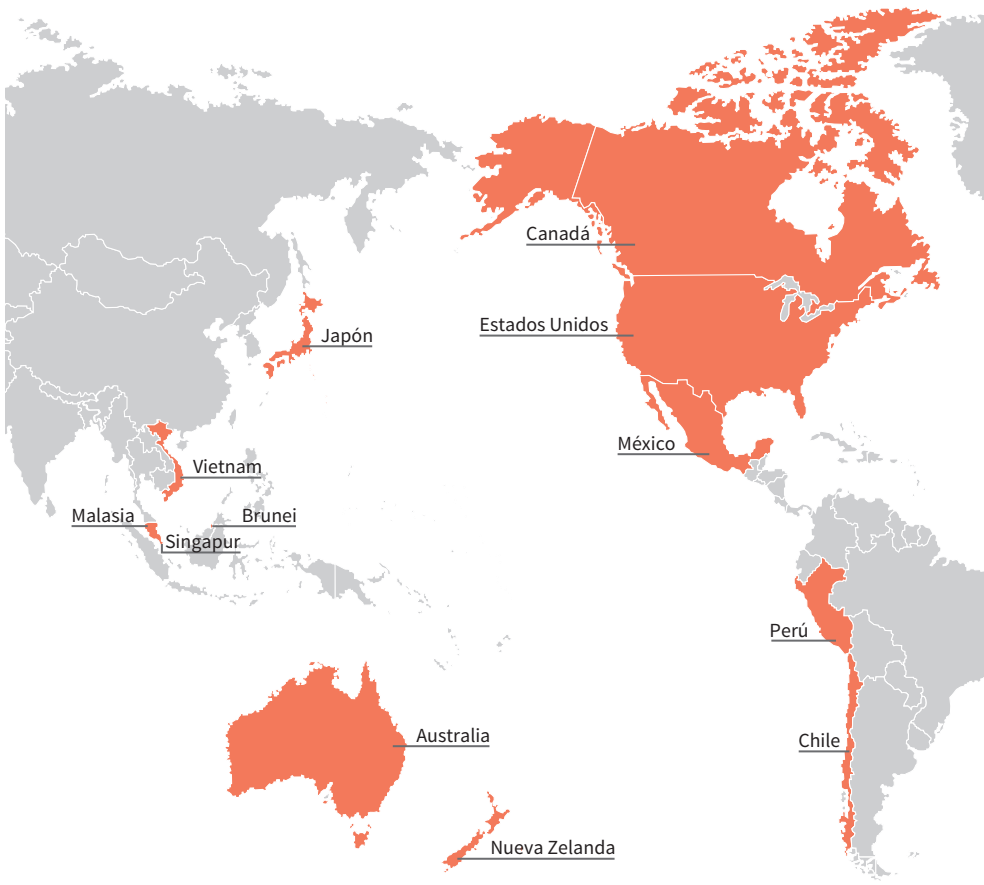 Canadá
Estados Unidos
Japón
México
Vietnam
Malasia
Brunei
Singapur
Perú
Australia
Chile
Nueva Zelanda